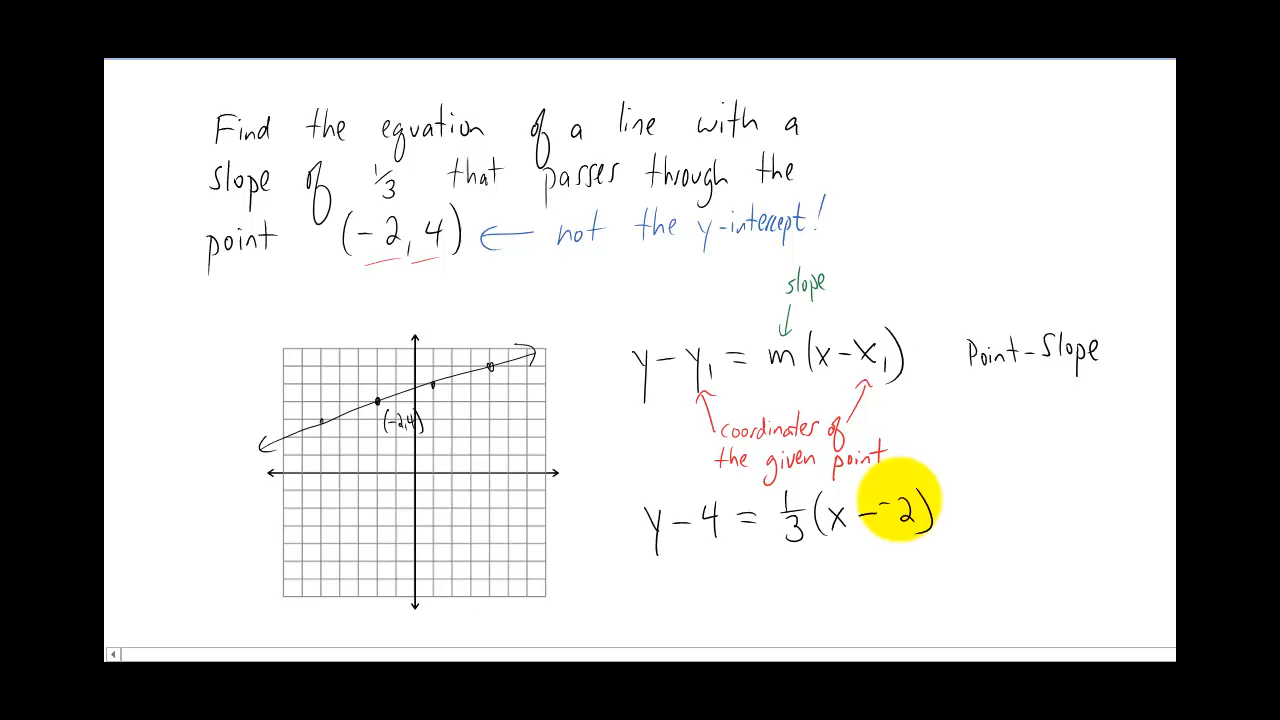 Find the equation of a line with a
slope of 1/3 that passes through the
point (-2, 4) ← not the y-intercept!
slope
y - y₁ = m(x - x₁) Point-Slope
(-2,4)
coordinates of
the given point
y - 4 = 1/3(x - -2)